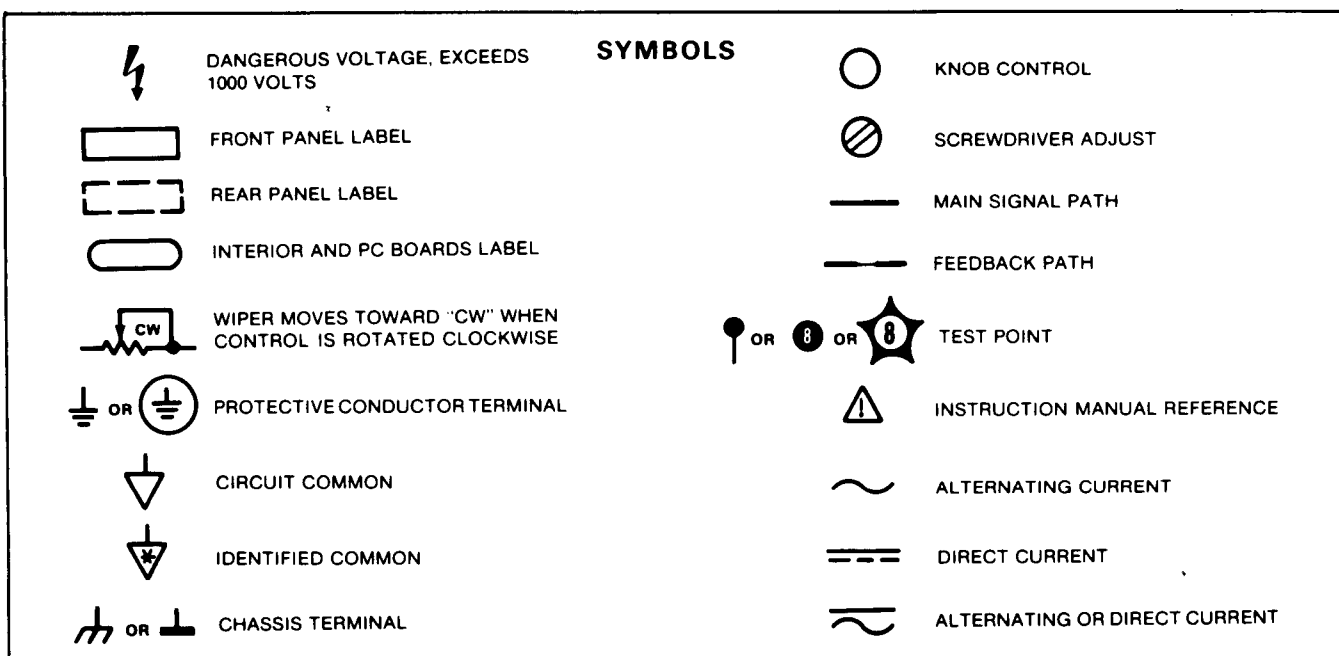 SYMBOLS
DANGEROUS VOLTAGE, EXCEEDS
1000 VOLTS
FRONT PANEL LABEL
REAR PANEL LABEL
INTERIOR AND PC BOARDS LABEL
CW
WIPER MOVES TOWARD "CW" WHEN
CONTROL IS ROTATED CLOCKWISE
OR
PROTECTIVE CONDUCTOR TERMINAL
CIRCUIT COMMON
*
IDENTIFIED COMMON
OR
CHASSIS TERMINAL
KNOB CONTROL
SCREWDRIVER ADJUST
MAIN SIGNAL PATH
FEEDBACK PATH
OR 8 OR 8 TEST POINT
! INSTRUCTION MANUAL REFERENCE
ALTERNATING CURRENT
DIRECT CURRENT
ALTERNATING OR DIRECT CURRENT